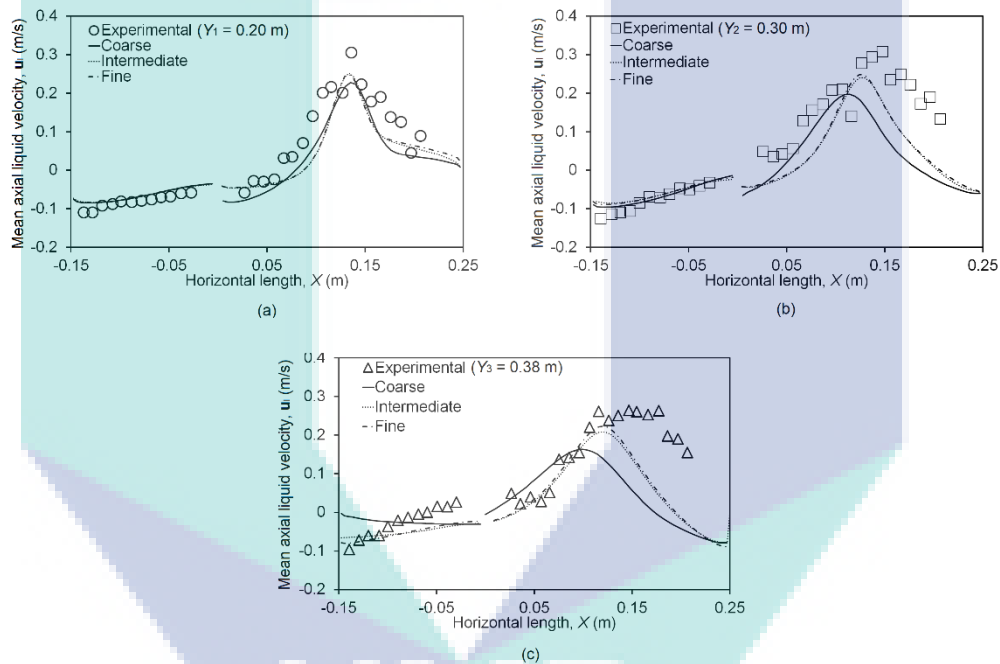 0.4
0.3
0.2
0.1
0
-0.1
-0.2
Mean axial liquid velocity, uₗ (m/s)
Experimental (Y₁ = 0.20 m)
Coarse
Intermediate
Fine
-0.15 -0.05 0.05 0.15 0.25
Horizontal length, X (m)
(a)
0.4
0.3
0.2
0.1
0
-0.1
-0.2
Mean axial liquid velocity, uₗ (m/s)
Experimental (Y₂ = 0.30 m)
Coarse
Intermediate
Fine
-0.15 -0.05 0.05 0.15 0.25
Horizontal length, X (m)
(b)
0.4
0.3
0.2
0.1
0
-0.1
-0.2
Mean axial liquid velocity, uₗ (m/s)
Experimental (Y₃ = 0.38 m)
Coarse
Intermediate
Fine
-0.15 -0.05 0.05 0.15 0.25
Horizontal length, X (m)
(c)